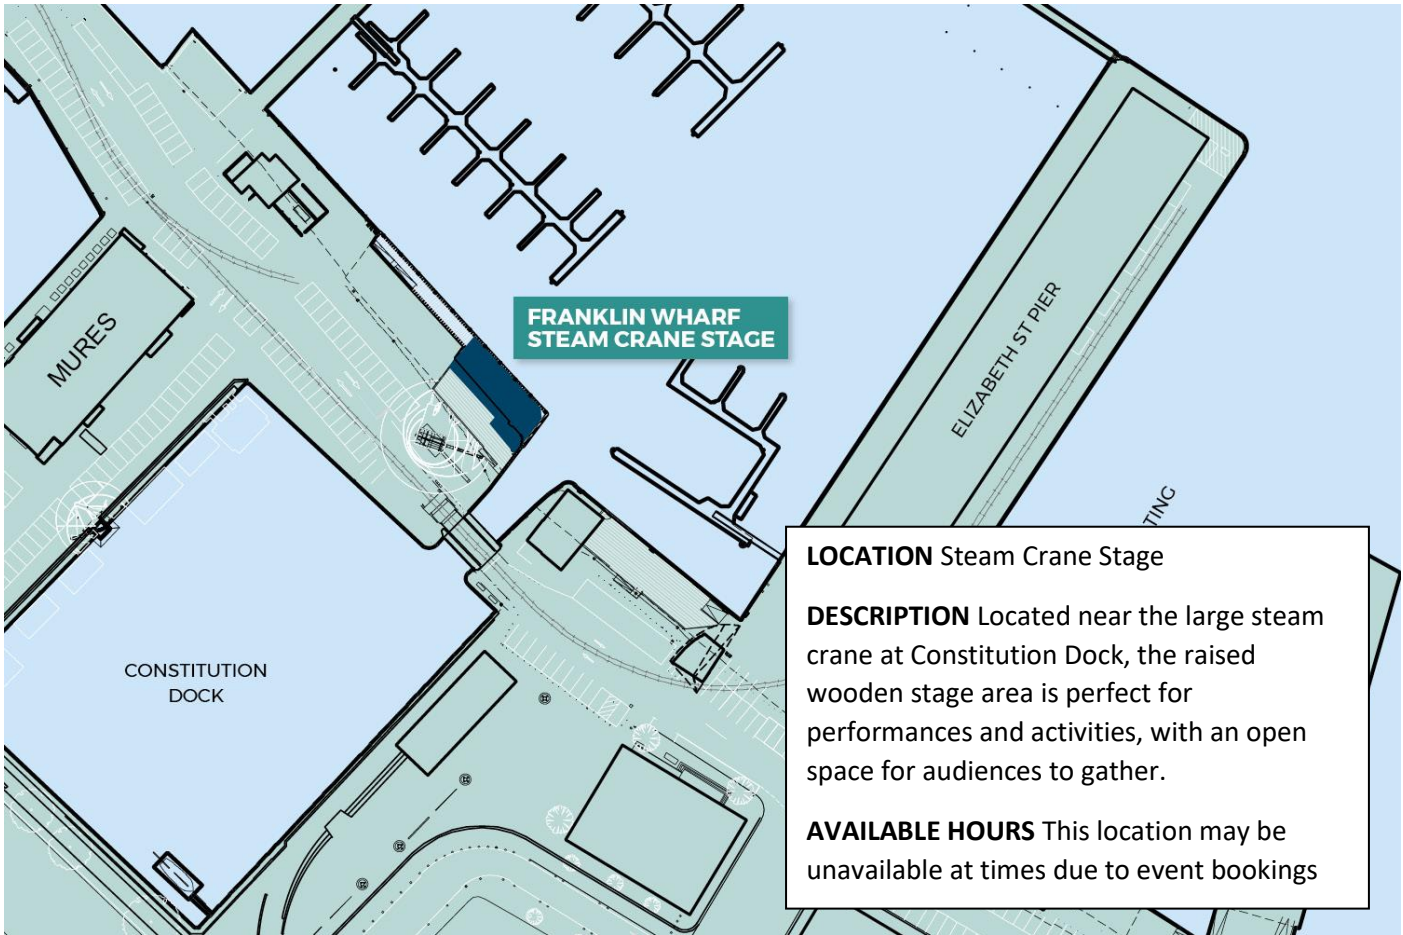 FRANKLIN WHARF
STEAM CRANE STAGE
MURES
ELIZABETH ST PIER
TING
CONSTITUTION
DOCK
LOCATION Steam Crane Stage
DESCRIPTION Located near the large steam
crane at Constitution Dock, the raised
wooden stage area is perfect for
performances and activities, with an open
space for audiences to gather.
AVAILABLE HOURS This location may be
unavailable at times due to event bookings